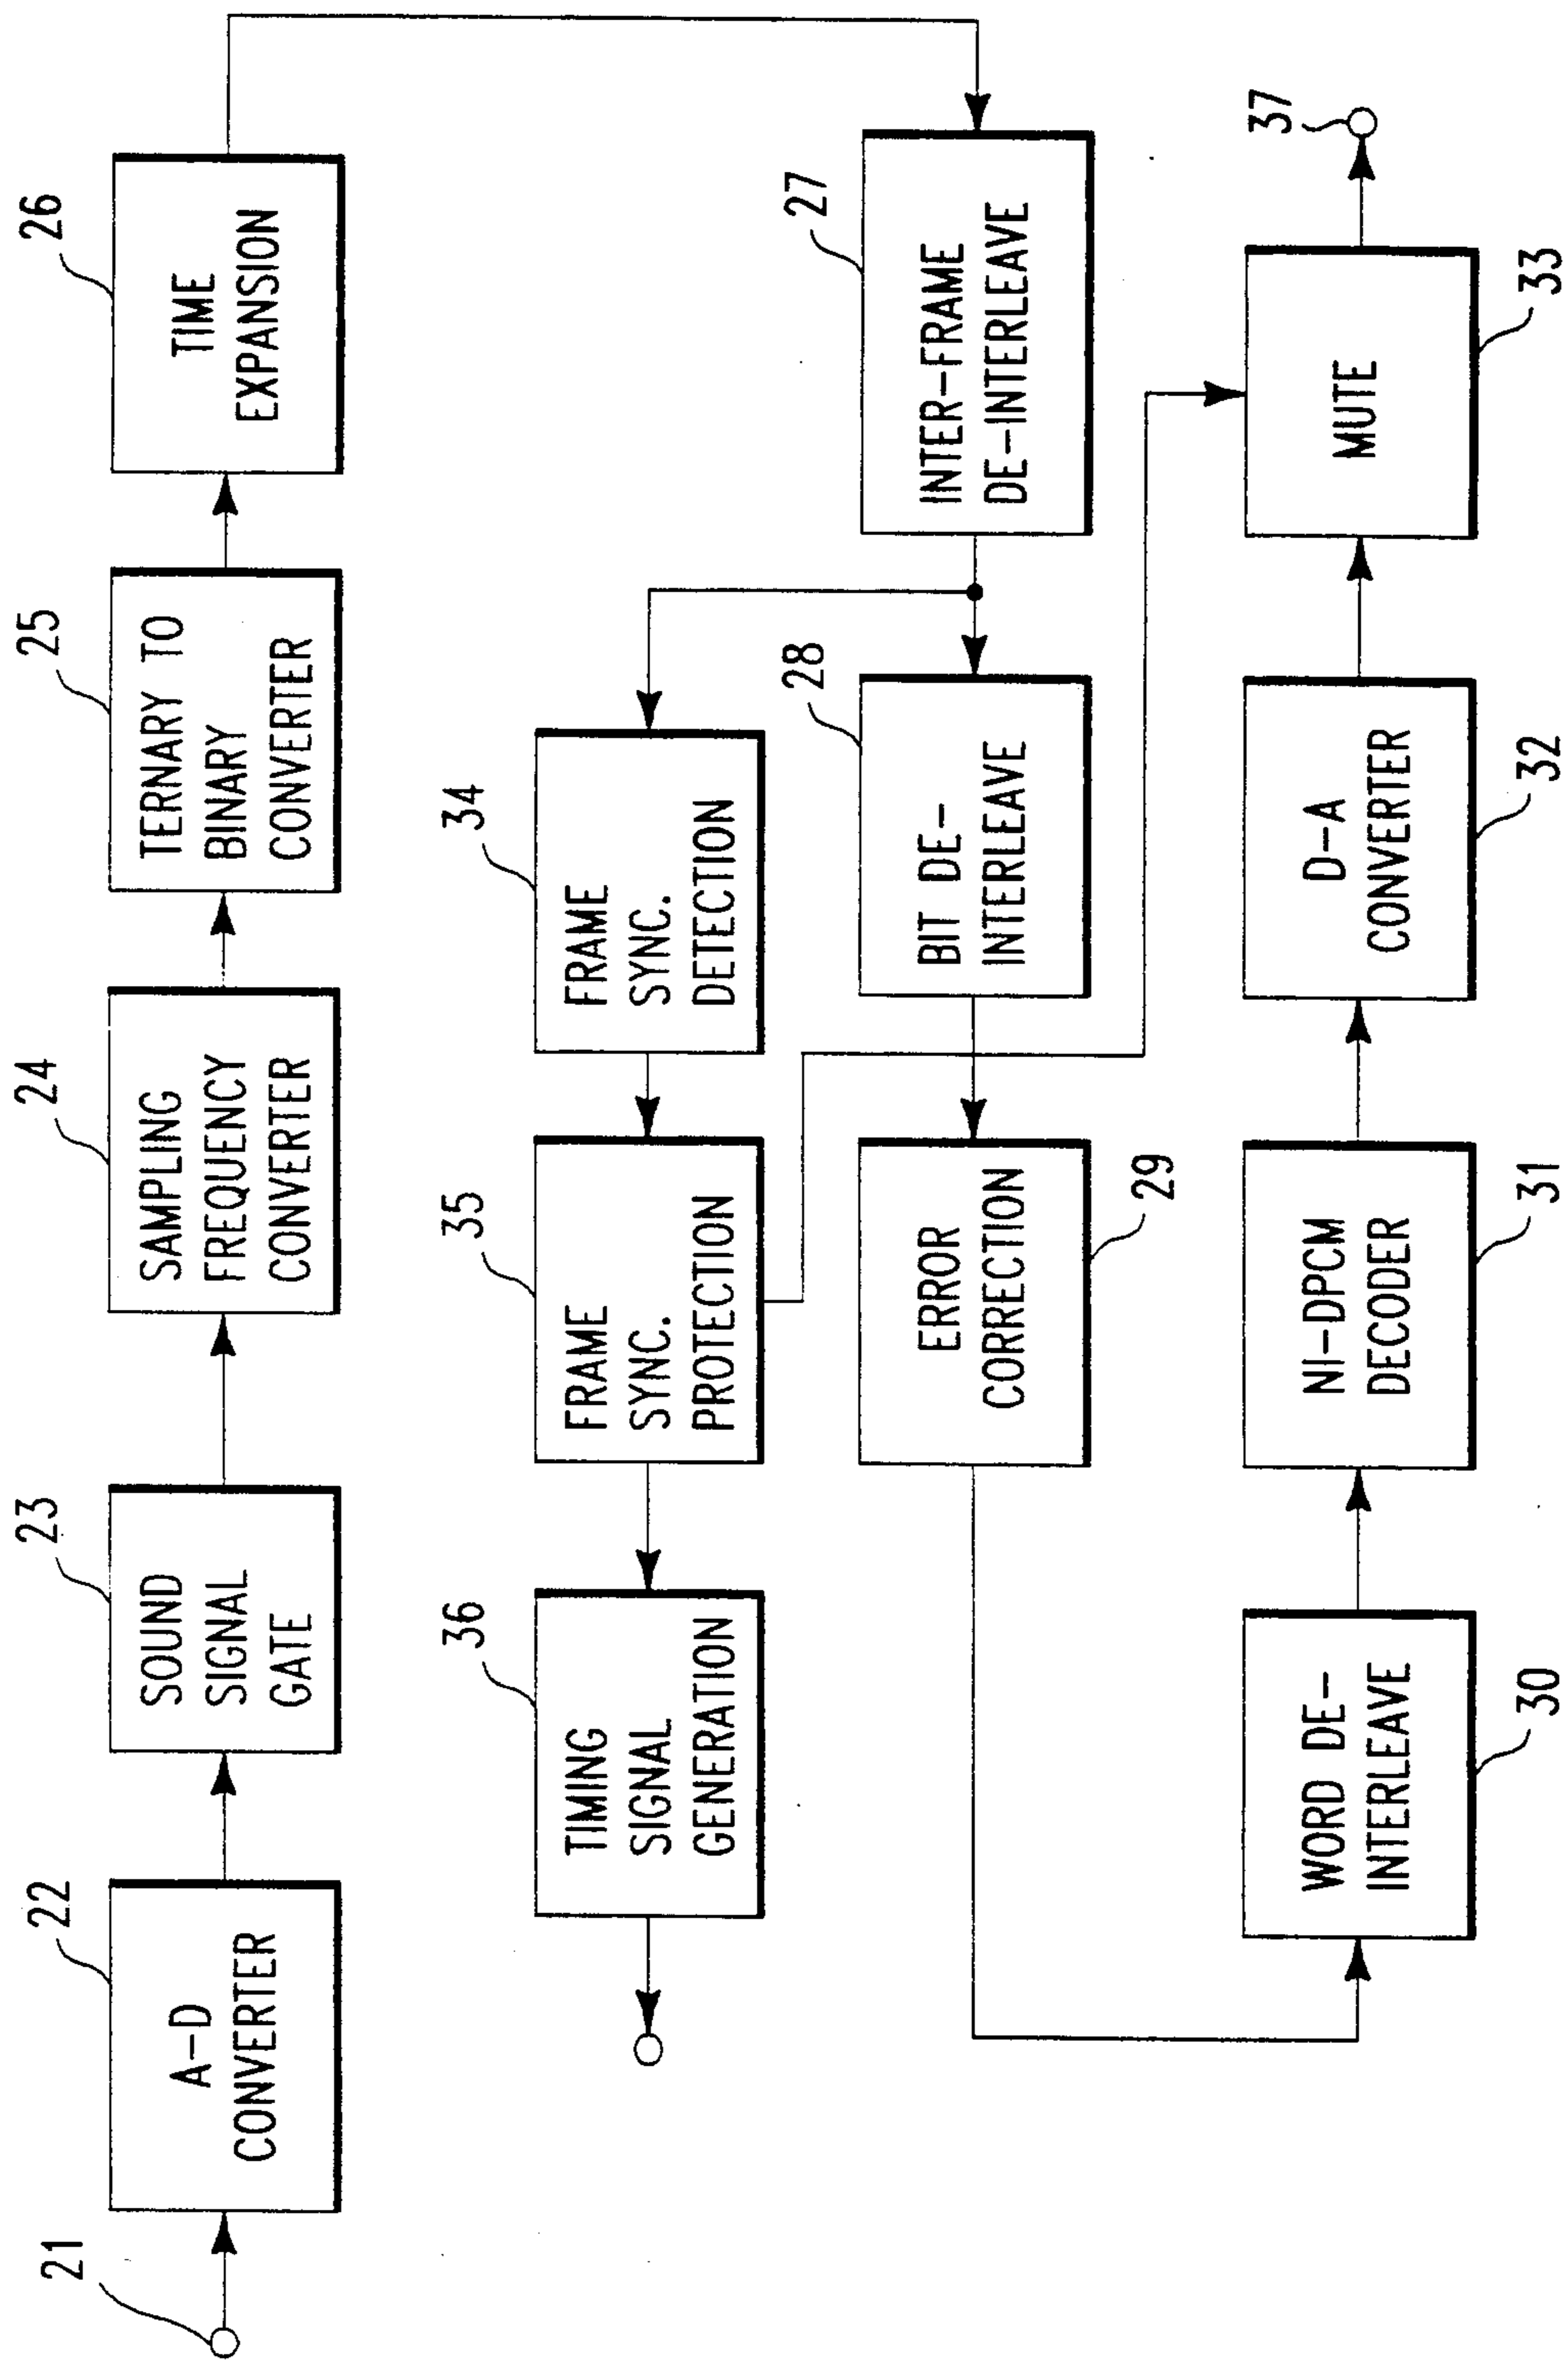 21
22
A-D
CONVERTER
23
SOUND
SIGNAL
GATE
24
SAMPLING
FREQUENCY
CONVERTER
25
TERNARY TO
BINARY
CONVERTER
26
TIME
EXPANSION
36
TIMING
SIGNAL
GENERATION
35
FRAME
SYNC.
PROTECTION
34
FRAME
SYNC.
DETECTION
27
INTER-FRAME
DE-INTERLEAVE
28
BIT DE-
INTERLEAVE
ERROR
CORRECTION
29
WORD DE-
INTERLEAVE
30
NI-DPCM
DECODER
31
D-A
CONVERTER
32
MUTE
33
37